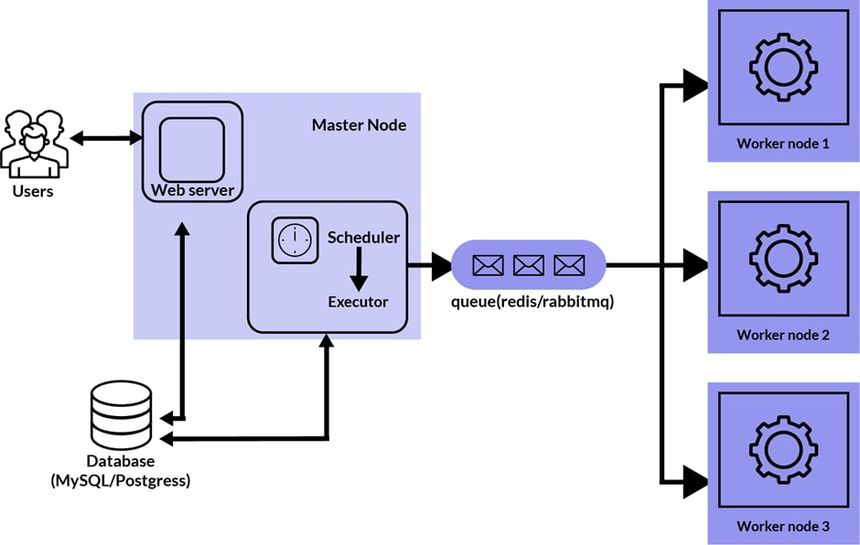 Master Node
Users
Web server
Scheduler
Executor
queue(redis/rabbitmq)
Database
(MySQL/Postgress)
Worker node 1
Worker node 2
Worker node 3